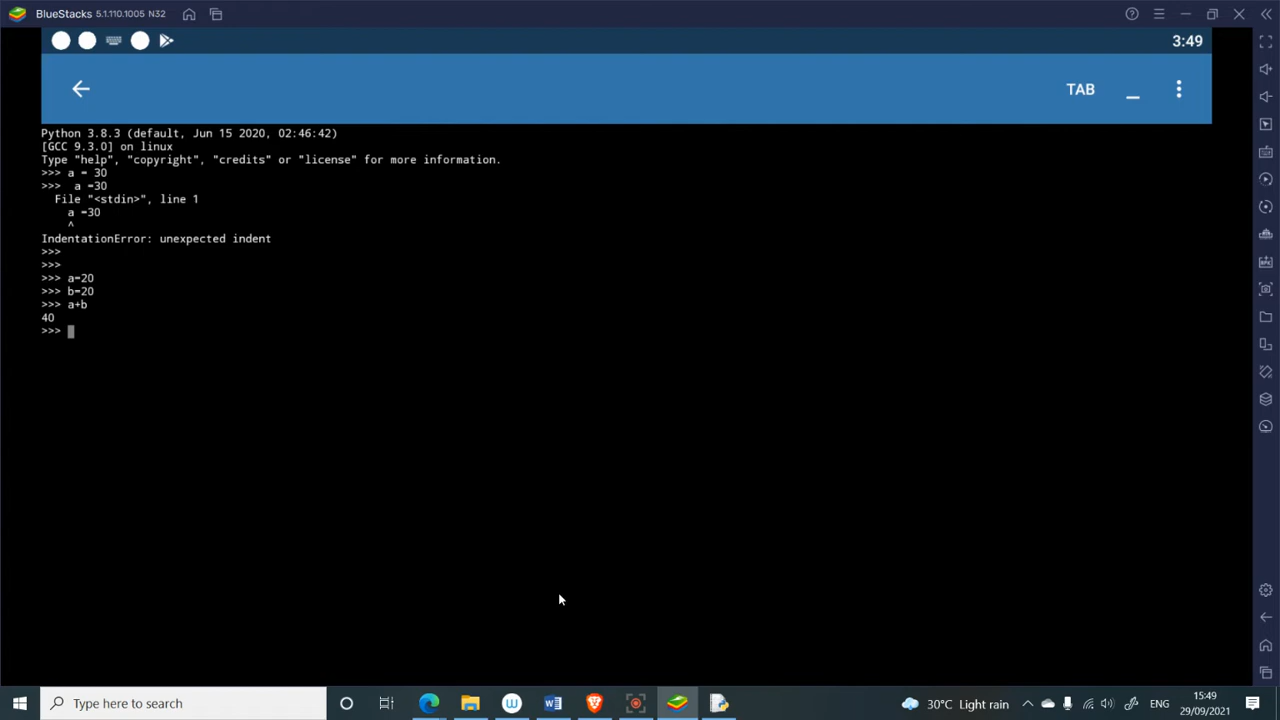 BlueStacks 5.1.110.1005 N32
3:49
TAB
Python 3.8.3 (default, Jun 15 2020, 02:46:42)
[GCC 9.3.0] on linux
Type "help", "copyright", "credits" or "license" for more information.
>>> a = 30
>>>  a =30
  File "<stdin>", line 1
    a =30
    ^
IndentationError: unexpected indent
>>>
>>>
>>> a=20
>>> b=20
>>> a+b
40
>>>
Type here to search
30°C Light rain
ENG
15:49
29/09/2021